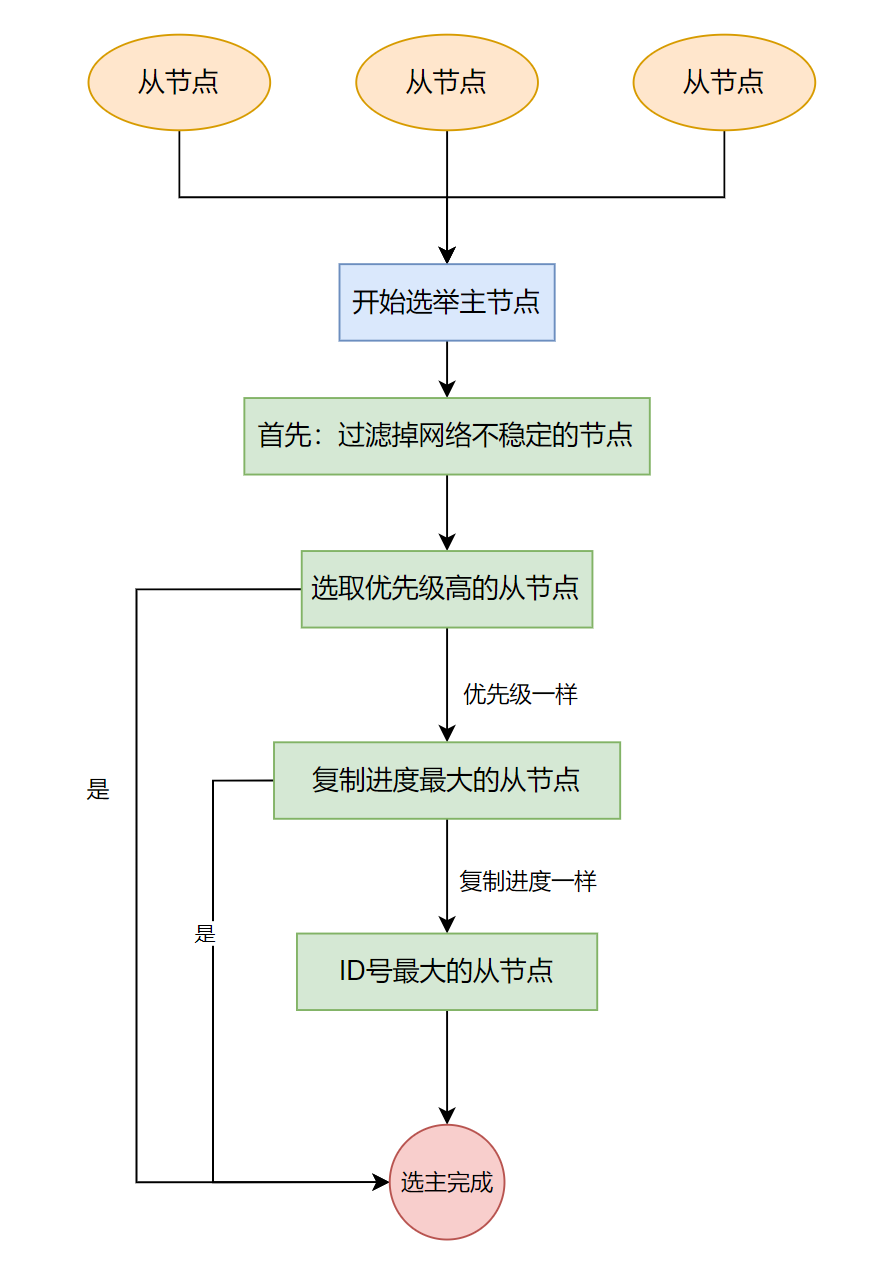 从节点
从节点
从节点
开始选举主节点
首先：过滤掉网络不稳定的节点
选取优先级高的从节点
优先级一样
是
复制进度最大的从节点
复制进度一样
是
ID号最大的从节点
选主完成